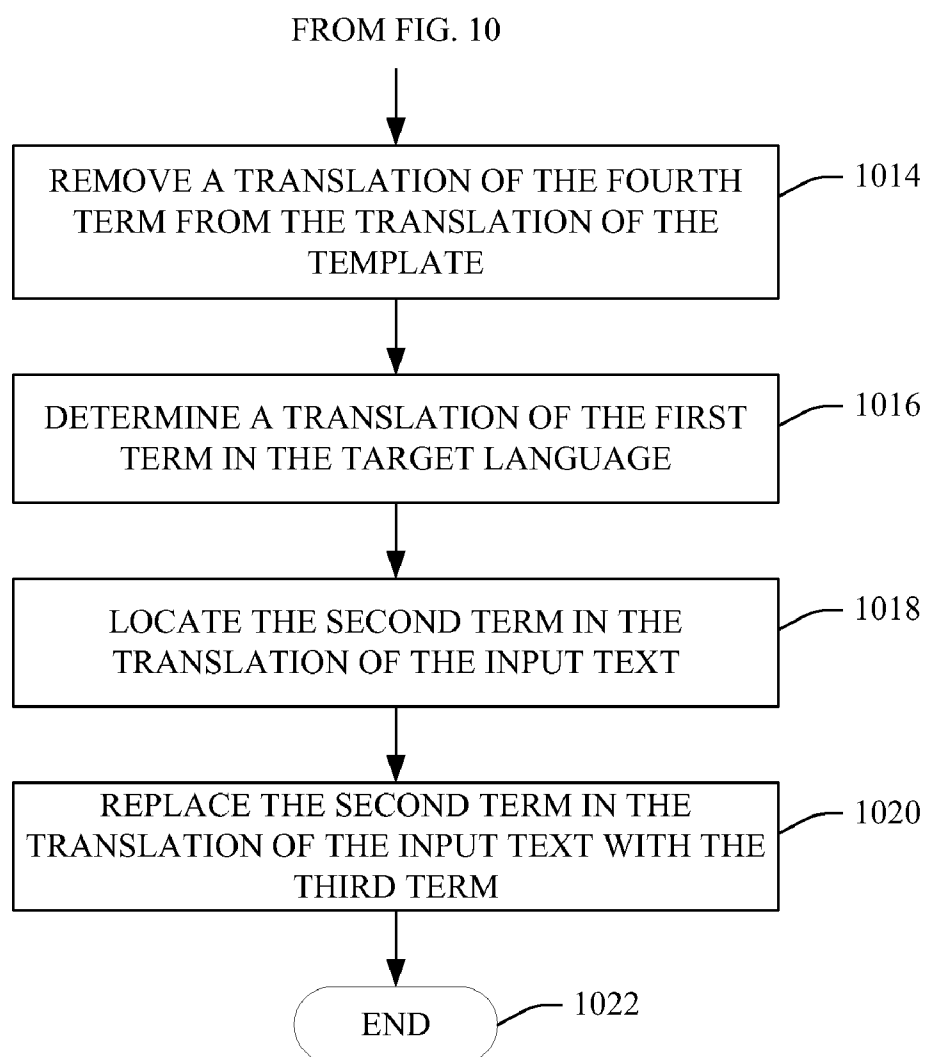 FROM FIG. 10
REMOVE A TRANSLATION OF THE FOURTH
TERM FROM THE TRANSLATION OF THE
TEMPLATE
1014
DETERMINE A TRANSLATION OF THE FIRST
TERM IN THE TARGET LANGUAGE
1016
LOCATE THE SECOND TERM IN THE
TRANSLATION OF THE INPUT TEXT
1018
REPLACE THE SECOND TERM IN THE
TRANSLATION OF THE INPUT TEXT WITH THE
THIRD TERM
1020
END
1022